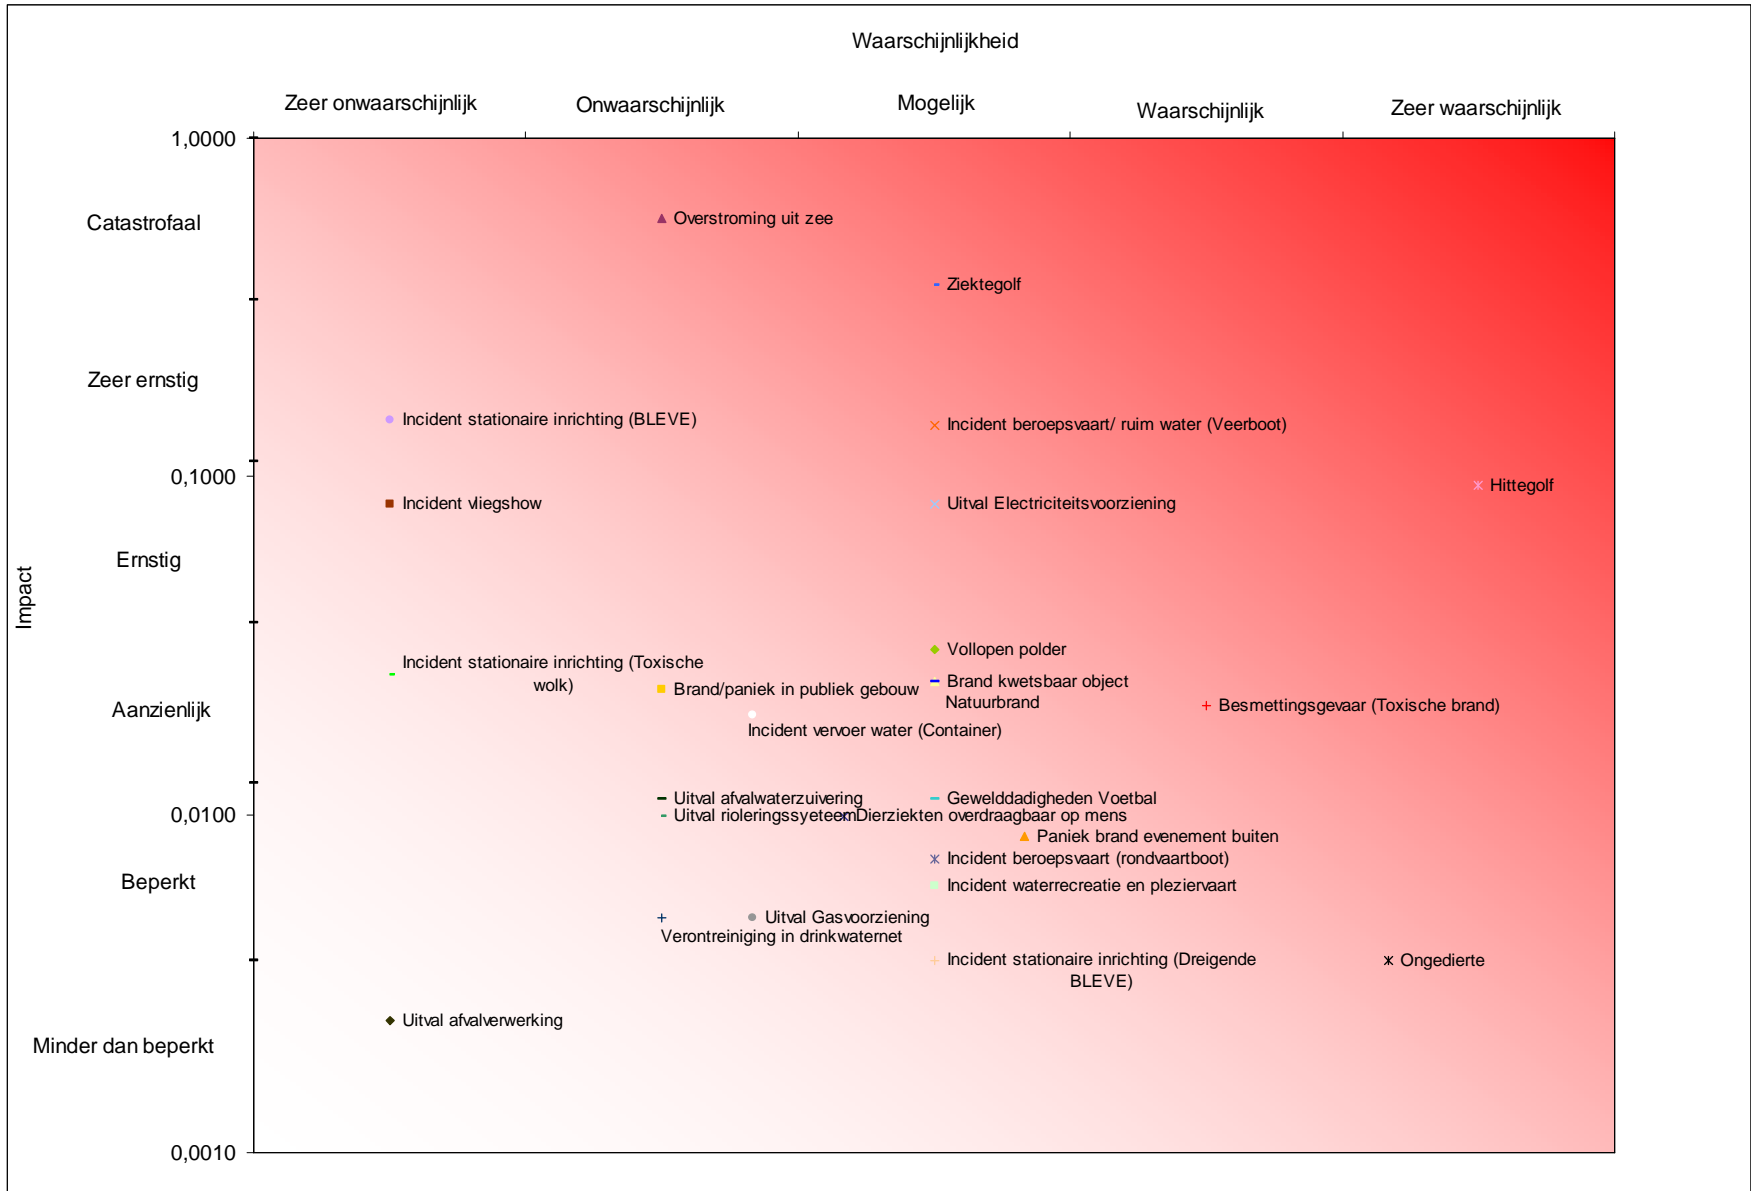 Waarschijnlijkheid
Zeer onwaarschijnlijk
Onwaarschijnlijk
Mogelijk
Waarschijnlijk
Zeer waarschijnlijk
1,0000
Catastrofaal
Overstroming uit zee
Ziektegolf
Zeer ernstig
Incident stationaire inrichting (BLEVE)
Incident beroepsvaart/ ruim water (Veerboot)
0,1000
Hittegolf
Incident vliegshow
Uitval Electriciteitsvoorziening
Ernstig
Impact
Vollopen polder
Incident stationaire inrichting (Toxische
wolk)
Brand/paniek in publiek gebouw
Brand kwetsbaar object
Natuurbrand
Besmettingsgevaar (Toxische brand)
Aanzienlijk
Incident vervoer water (Container)
Uitval afvalwaterzuivering
Gewelddadigheden Voetbal
0,0100
Uitval rioleringssyeteem
Dierziekten overdraagbaar op mens
Paniek brand evenement buiten
Incident beroepsvaart (rondvaartboot)
Beperkt
Incident waterrecreatie en pleziervaart
Uitval Gasvoorziening
Verontreiniging in drinkwaternet
Incident stationaire inrichting (Dreigende
BLEVE)
Ongedierte
Uitval afvalverwerking
Minder dan beperkt
0,0010